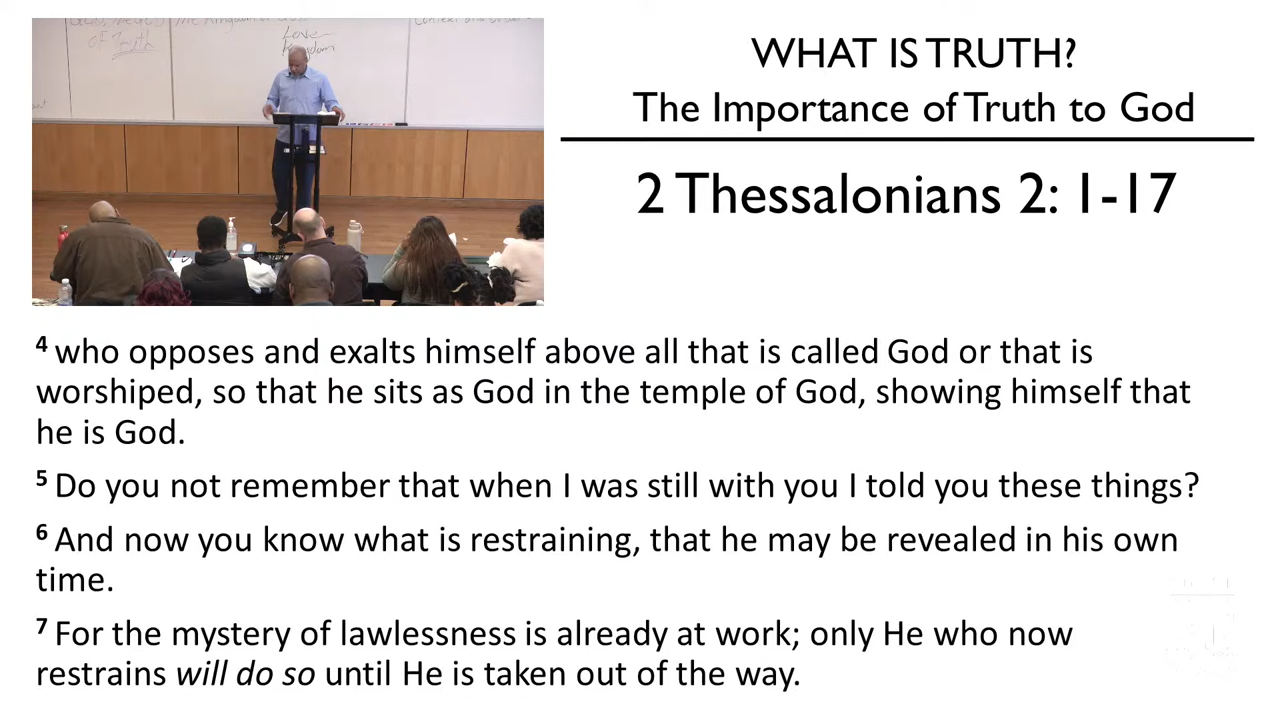 of Truth
Love
Kingdom
WHAT IS TRUTH?
The Importance of Truth to God
2 Thessalonians 2: 1-17
4 who opposes and exalts himself above all that is called God or that is
worshiped, so that he sits as God in the temple of God, showing himself that
he is God.
5 Do you not remember that when I was still with you I told you these things?
6 And now you know what is restraining, that he may be revealed in his own
time.
7 For the mystery of lawlessness is already at work; only He who now
restrains will do so until He is taken out of the way.